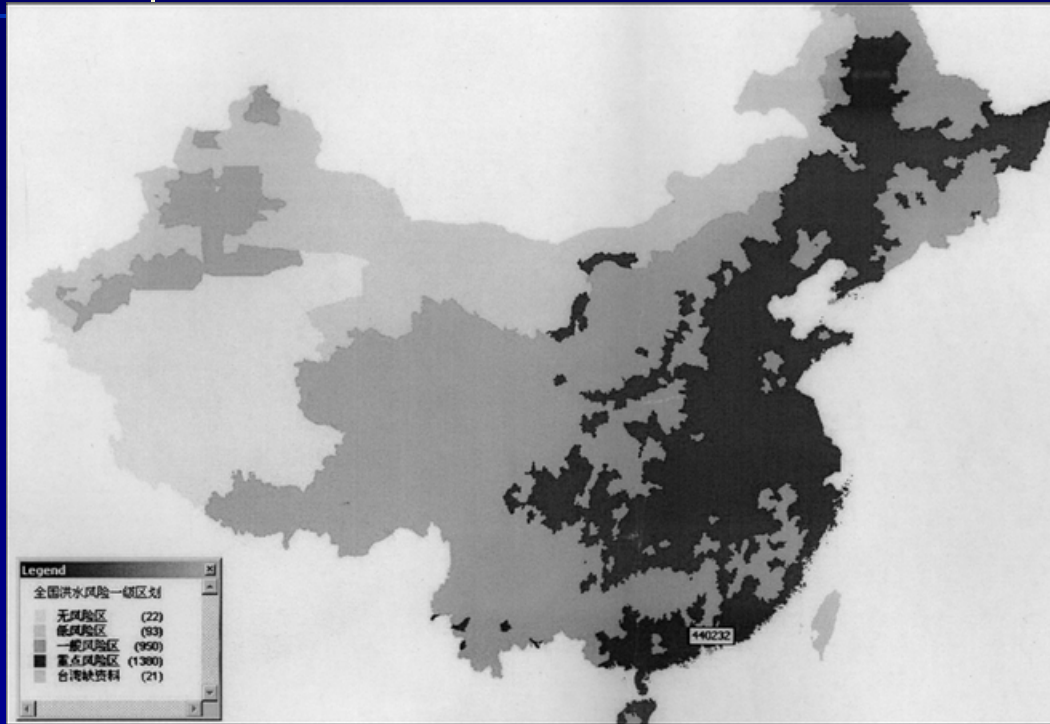 440232
Legend
全国洪水风险一级区划
无风险区 (22)
低风险区 (93)
一般风险区 (950)
重点风险区 (1380)
台湾缺资料 (21)